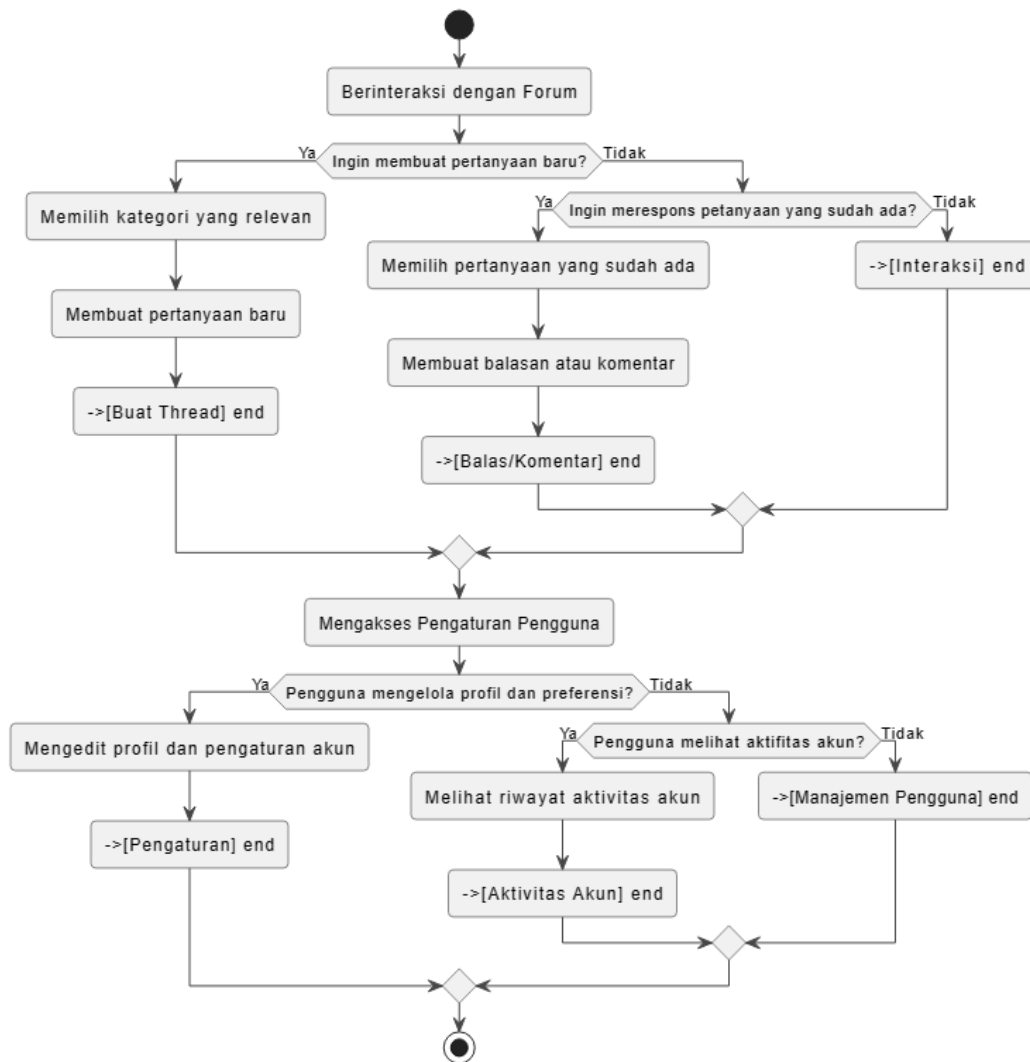 Berinteraksi dengan Forum
Ya
Ingin membuat pertanyaan baru?
Tidak
Memilih kategori yang relevan
Membuat pertanyaan baru
->[Buat Thread] end
Ya
Ingin merespons petanyaan yang sudah ada?
Tidak
Memilih pertanyaan yang sudah ada
Membuat balasan atau komentar
->[Balas/Komentar] end
->[Interaksi] end
Mengakses Pengaturan Pengguna
Ya
Pengguna mengelola profil dan preferensi?
Tidak
Mengedit profil dan pengaturan akun
->[Pengaturan] end
Ya
Pengguna melihat aktifitas akun?
Tidak
Melihat riwayat aktivitas akun
->[Aktivitas Akun] end
->[Manajemen Pengguna] end